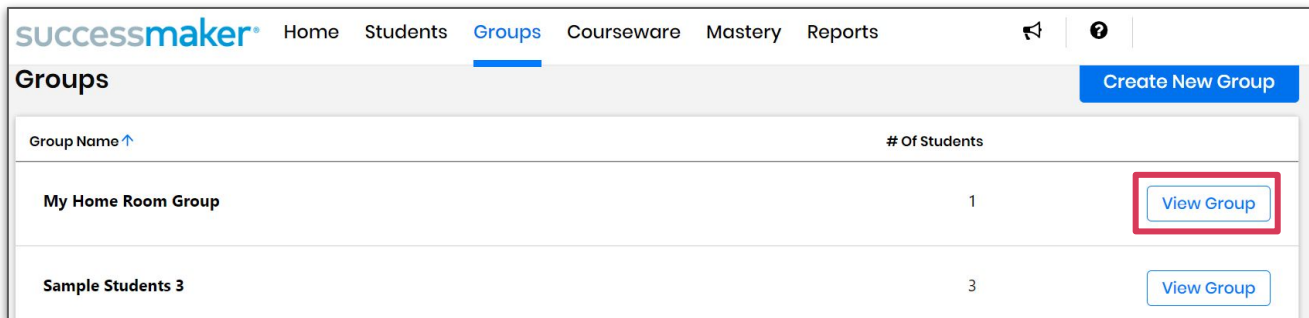 successmaker® Home Students Groups Courseware Mastery Reports
Groups Create New Group
Group Name # Of Students
My Home Room Group 1 View Group
Sample Students 3 3 View Group